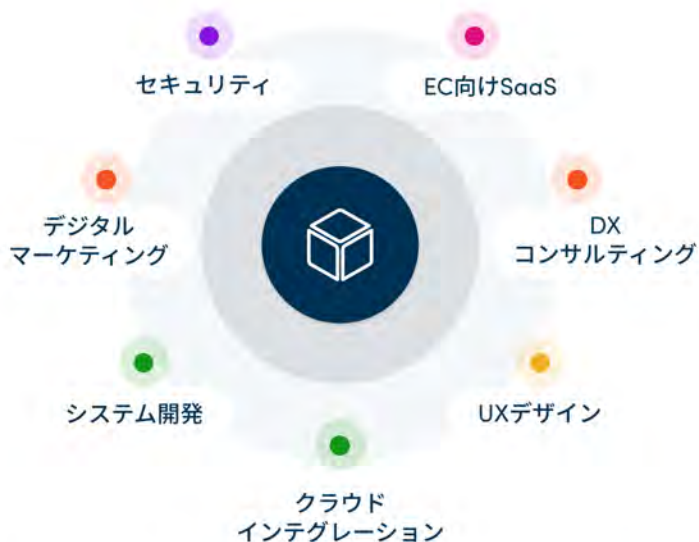 セキュリティ
EC向けSaaS
デジタル
マーケティング
DX
コンサルティング
システム開発
UXデザイン
クラウド
インテグレーション